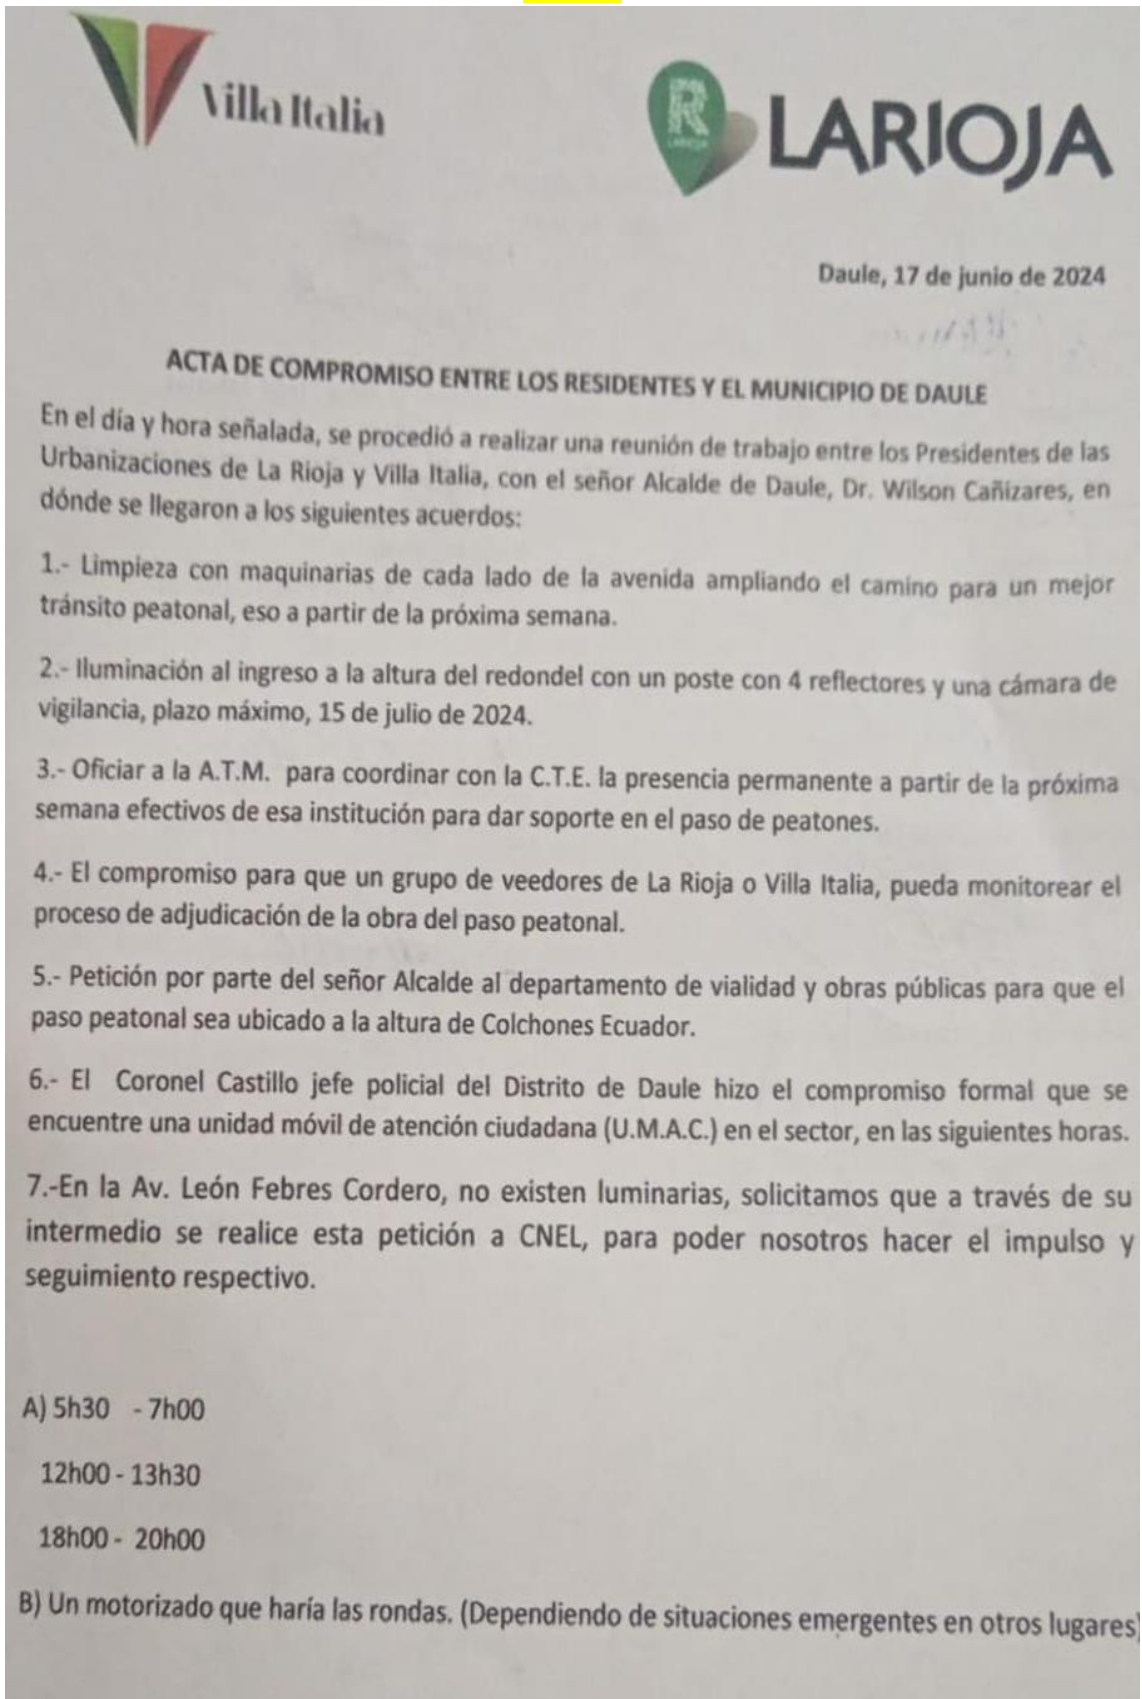 Villa Italia
LARIOJA
Daule, 17 de junio de 2024
ACTA DE COMPROMISO ENTRE LOS RESIDENTES Y EL MUNICIPIO DE DAULE
En el día y hora señalada, se procedió a realizar una reunión de trabajo entre los Presidentes de las
Urbanizaciones de La Rioja y Villa Italia, con el señor Alcalde de Daule, Dr. Wilson Cañizares, en
dónde se llegaron a los siguientes acuerdos:
1.- Limpieza con maquinarias de cada lado de la avenida ampliando el camino para un mejor
tránsito peatonal, eso a partir de la próxima semana.
2.- Iluminación al ingreso a la altura del redondel con un poste con 4 reflectores y una cámara de
vigilancia, plazo máximo, 15 de julio de 2024.
3.- Oficiar a la A.T.M. para coordinar con la C.T.E. la presencia permanente a partir de la próxima
semana efectivos de esa institución para dar soporte en el paso de peatones.
4.- El compromiso para que un grupo de veedores de La Rioja o Villa Italia, pueda monitorear el
proceso de adjudicación de la obra del paso peatonal.
5.- Petición por parte del señor Alcalde al departamento de vialidad y obras públicas para que el
paso peatonal sea ubicado a la altura de Colchones Ecuador.
6.- El Coronel Castillo jefe policial del Distrito de Daule hizo el compromiso formal que se
encuentre una unidad móvil de atención ciudadana (U.M.A.C.) en el sector, en las siguientes horas.
7.-En la Av. León Febres Cordero, no existen luminarias, solicitamos que a través de su
intermedio se realice esta petición a CNEL, para poder nosotros hacer el impulso y
seguimiento respectivo.
A) 5h30 - 7h00
12h00 - 13h30
18h00 - 20h00
B) Un motorizado que haría las rondas. (Dependiendo de situaciones emergentes en otros lugares)